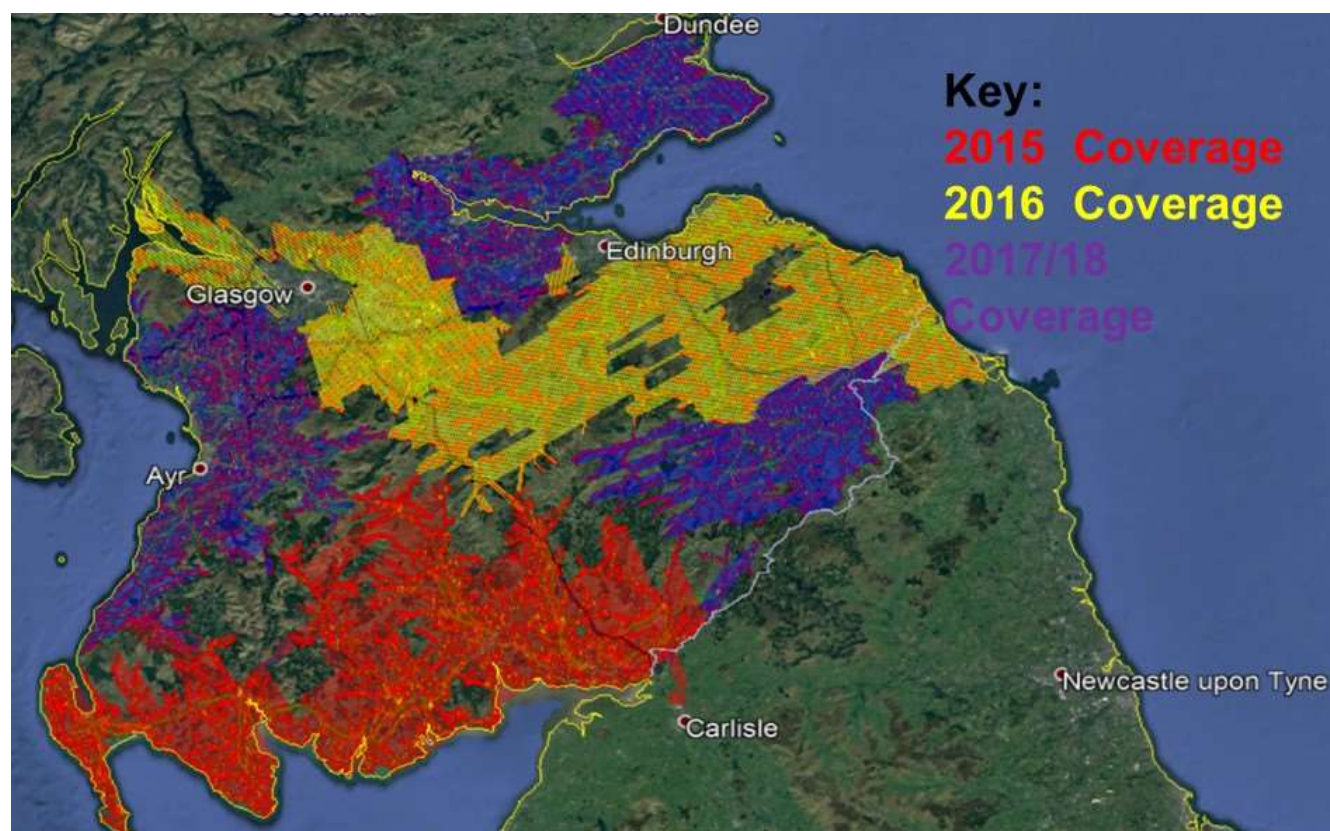 Dundee
Key:
2015 Coverage
2016 Coverage
2017/18
Coverage
Edinburgh
Glasgow
Ayr
Newcastle upon Tyne
Carlisle